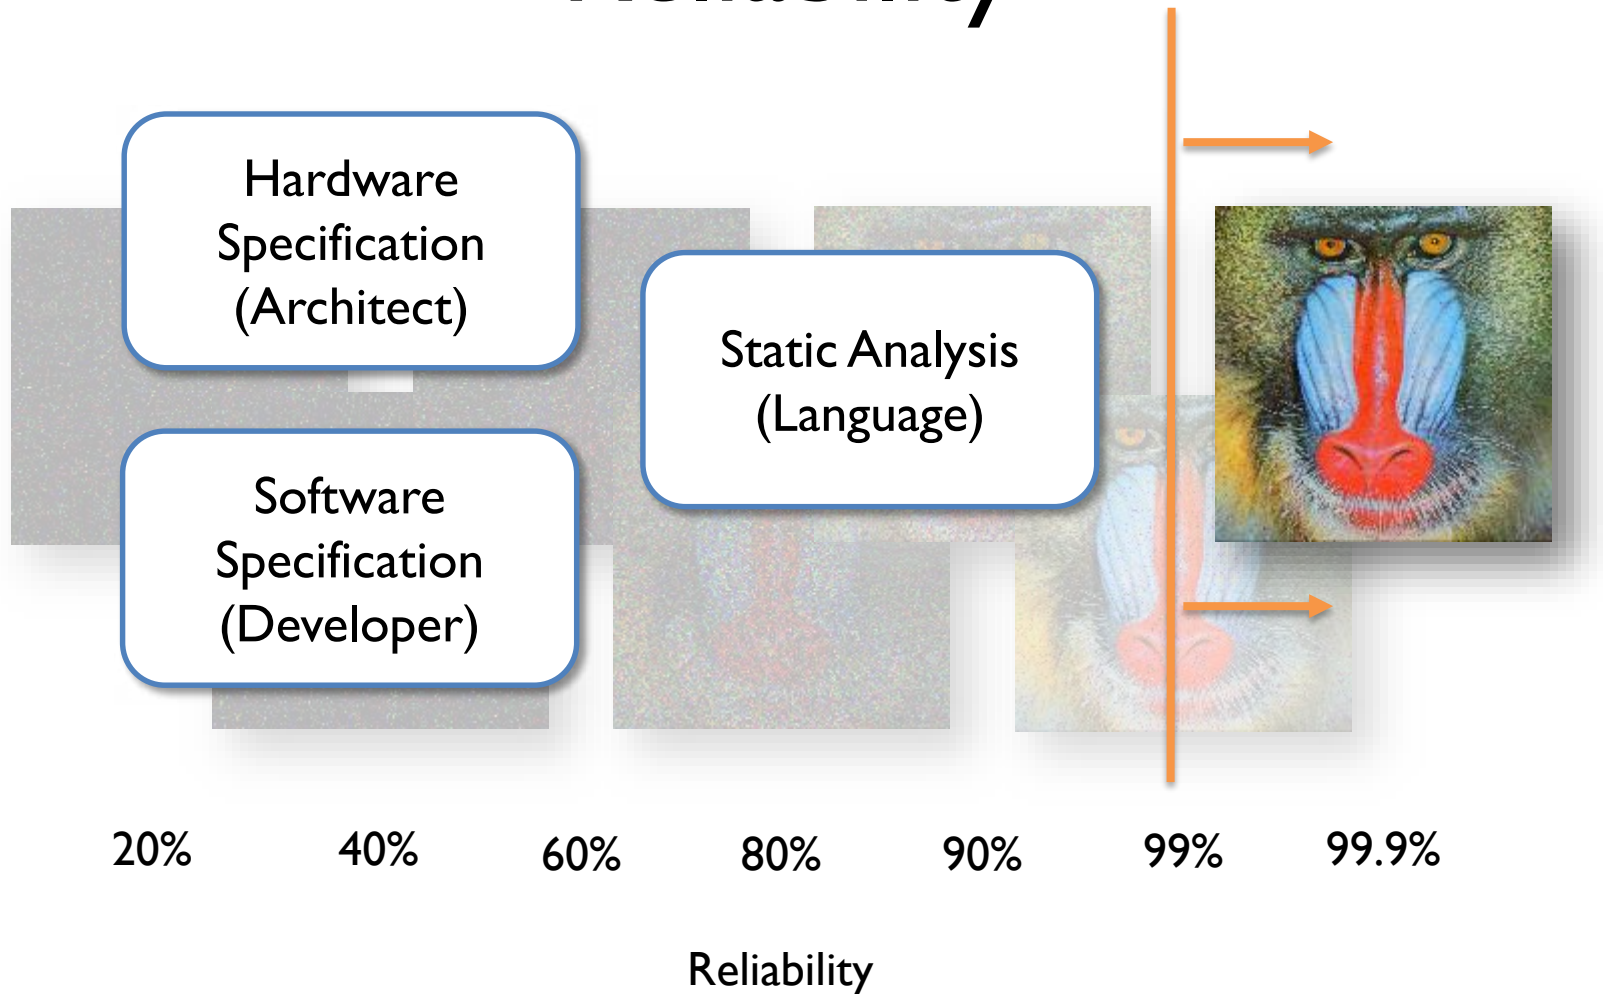 Hardware
Specification
(Architect)
Static Analysis
(Language)
Software
Specification
(Developer)
20%
40%
60%
80%
90%
99%
99.9%
Reliability